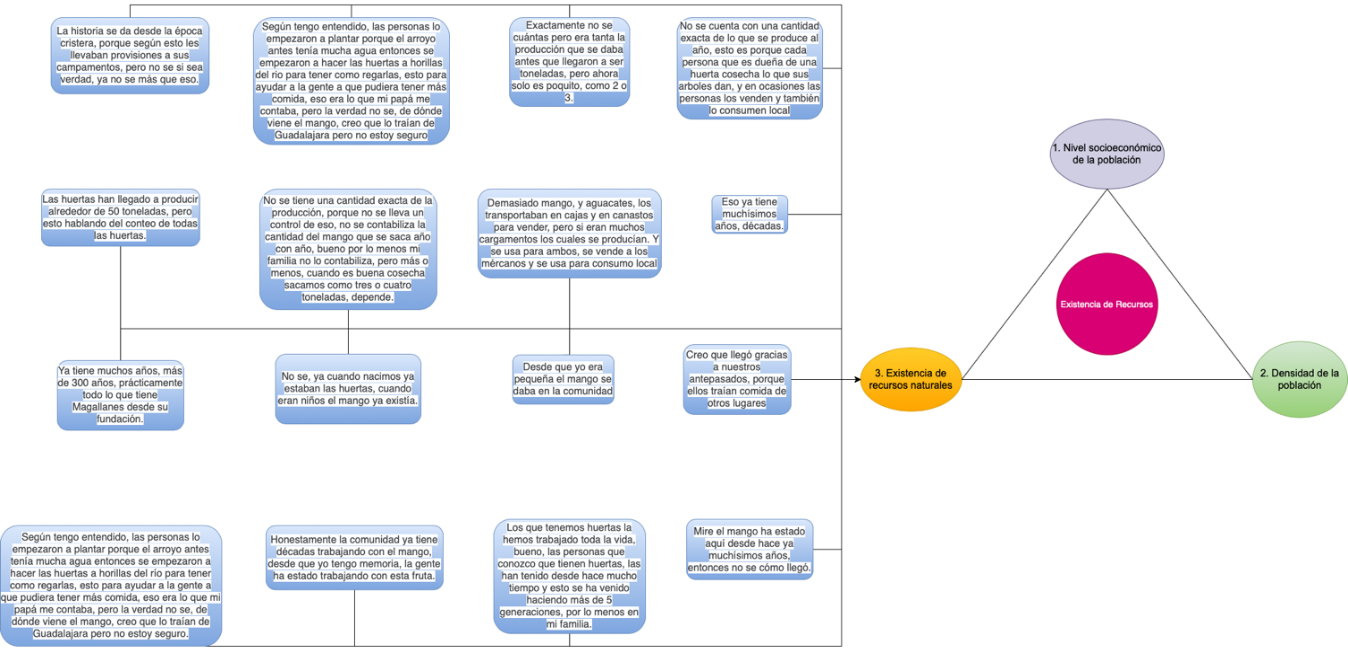 La historia se da desde la época
cristera, porque según esto les
llevaban provisiones a sus
campamentos, pero no se si sea
verdad, ya no se más que eso.
Según tengo entendido, las personas lo
empezaron a plantar porque el arroyo
antes tenía mucha agua entonces se
empezaron a hacer las huertas a horillas
del río para tener como regarlas, esto para
ayudar a la gente a que pudiera tener más
comida, eso era lo que mi papá me
contaba, pero la verdad no se, de dónde
viene el mango, creo que lo traían de
Guadalajara pero no estoy seguro
Exactamente no se
cuántas pero era tanta la
producción que se daba
antes que llegaron a ser
toneladas, pero ahora
solo es poquito, como 2 o
3.
No se cuenta con una cantidad
exacta de lo que se produce al
año, esto es porque cada
persona que es dueña de una
huerta cosecha lo que sus
arboles dan, y en ocasiones las
personas los venden y también
lo consumen local
Las huertas han llegado a producir
alrededor de 50 toneladas, pero
esto hablando del conteo de todas
las huertas.
No se tiene una cantidad exacta de la
producción, porque no se lleva un
control de eso, no se contabiliza la
cantidad del mango que se saca año
con año, bueno por lo menos mi
familia no lo contabiliza, pero más o
menos, cuando es buena cosecha
sacamos como tres o cuatro
toneladas, depende.
Demasiado mango, y aguacates, los
transportaban en cajas y en canastos
para vender, pero si eran muchos
cargamentos los cuales se producían. Y
se usa para ambos, se vende a los
mércanos y se usa para consumo local
Eso ya tiene
muchísimos
años, décadas.
Ya tiene muchos años, más
de 300 años, prácticamente
todo lo que tiene
Magallanes desde su
fundación.
No se, ya cuando nacimos ya
estaban las huertas, cuando
eran niños el mango ya existía.
Desde que yo era
pequeña el mango se
daba en la comunidad
Creo que llegó gracias
a nuestros
antepasados, porque
ellos traían comida de
otros lugares
Según tengo entendido, las personas lo
empezaron a plantar porque el arroyo antes
tenía mucha agua entonces se empezaron a
hacer las huertas a horillas del río para tener
como regarlas, esto para ayudar a la gente a
que pudiera tener más comida, eso era lo que mi
papá me contaba, pero la verdad no se, de
dónde viene el mango, creo que lo traían de
Guadalajara pero no estoy seguro.
Honestamente la comunidad ya tiene
décadas trabajando con el mango,
desde que yo tengo memoria, la gente
ha estado trabajando con esta fruta.
Los que tenemos huertas la
hemos trabajado toda la vida,
bueno, las personas que
conozco que tienen huertas, las
han tenido desde hace mucho
tiempo y esto se ha venido
haciendo más de 5
generaciones, por lo menos en
mi familia.
Mire el mango ha estado
aquí desde hace ya
muchísimos años,
entonces no se cómo llegó.
1. Nivel socioeconómico
de la población
Existencia de Recursos
3. Existencia de
recursos naturales
2. Densidad de la
población